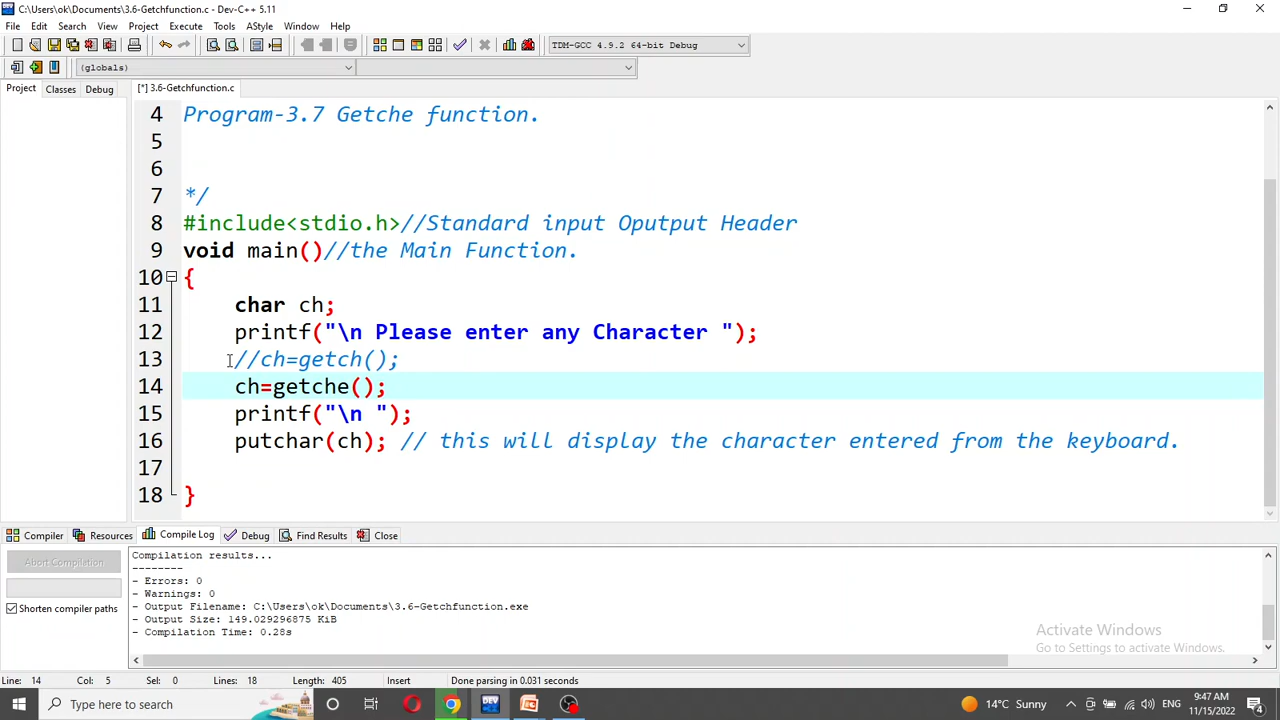 C:\Users\ok\Documents\3.6-Getchfunction.c - Dev-C++ 5.11
File Edit Search View Project Execute Tools AStyle Window Help
TDM-GCC 4.9.2 64-bit Debug
(globals)
Project Classes Debug
[*] 3.6-Getchfunction.c
4 Program-3.7 Getche function.
5
6
7 */
8 #include<stdio.h>//Standard input Oputput Header
9 void main()//the Main Function.
10 {
11 char ch;
12 printf("\n Please enter any Character ");
13 //ch=getch();
14 ch=getche();
15 printf("\n ");
16 putchar(ch); // this will display the character entered from the keyboard.
17
18 }
Compiler Resources Compile Log Debug Find Results Close
Abort Compilation
Shorten compiler paths
Compilation results...
--------
- Errors: 0
- Warnings: 0
- Output Filename: C:\Users\ok\Documents\3.6-Getchfunction.exe
- Output Size: 149.029296875 KiB
- Compilation Time: 0.28s
Activate Windows
Go to Settings to activate Windows.
Line: 14 Col: 5 Sel: 0 Lines: 18 Length: 405 Insert Done parsing in 0.031 seconds
Type here to search
DEV
14°C Sunny
ENG
9:47 AM
11/15/2022
4